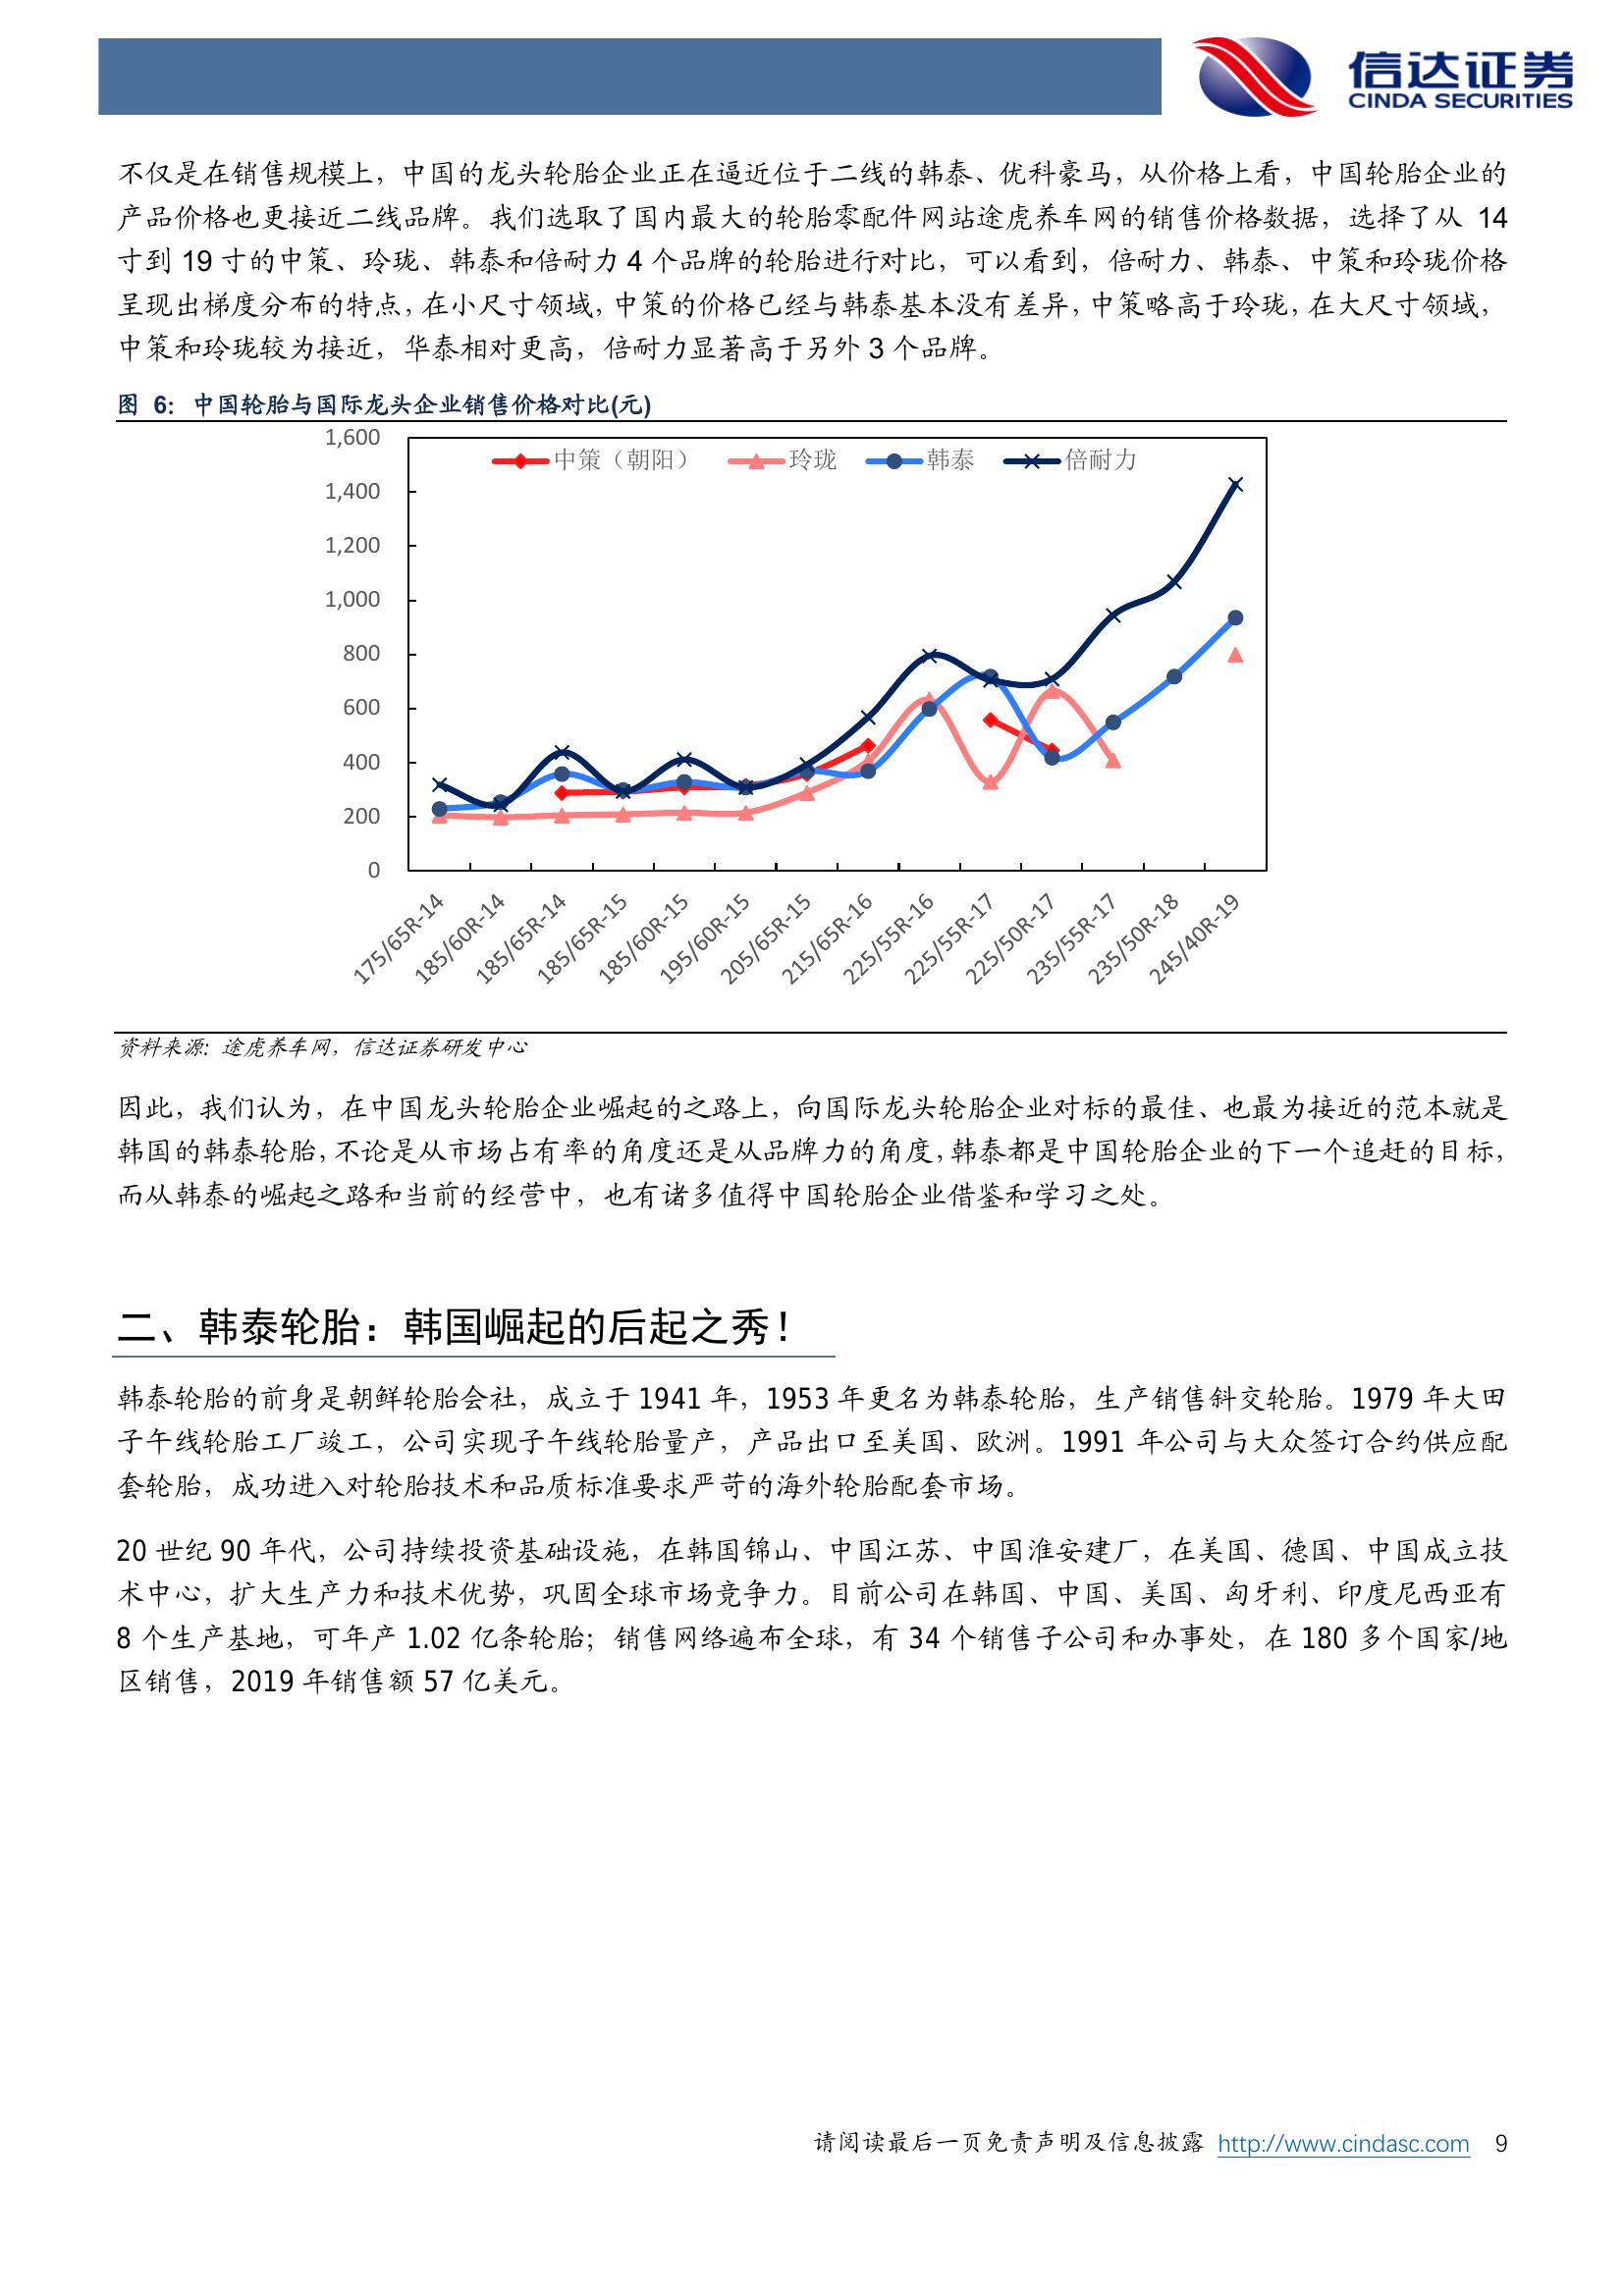 信达证券
CINDA SECURITIES
不仅是在销售规模上，中国的龙头轮胎企业正在逼近位于二线的韩泰、优科豪马，从价格上看，中国轮胎企业的
产品价格也更接近二线品牌。我们选取了国内最大的轮胎零配件网站途虎养车网的销售价格数据，选择了从 14
寸到 19 寸的中策、玲珑、韩泰和倍耐力 4 个品牌的轮胎进行对比，可以看到，倍耐力、韩泰、中策和玲珑价格
呈现出梯度分布的特点，在小尺寸领域，中策的价格已经与韩泰基本没有差异，中策略高于玲珑，在大尺寸领域，
中策和玲珑较为接近，华泰相对更高，倍耐力显著高于另外 3 个品牌。
图 6：中国轮胎与国际龙头企业销售价格对比(元)
中策（朝阳） 玲珑 韩泰 倍耐力
1,600
1,400
1,200
1,000
800
600
400
200
0
175/65R-14
185/60R-14
185/65R-14
185/65R-15
185/60R-15
195/60R-15
205/65R-15
215/65R-16
225/55R-16
225/55R-17
225/50R-17
235/55R-17
235/50R-18
245/40R-19
资料来源：途虎养车网，信达证券研发中心
因此，我们认为，在中国龙头轮胎企业崛起的之路上，向国际龙头轮胎企业对标的最佳、也最为接近的范本就是
韩国的韩泰轮胎，不论是从市场占有率的角度还是从品牌力的角度，韩泰都是中国轮胎企业的下一个追赶的目标，
而从韩泰的崛起之路和当前的经营中，也有诸多值得中国轮胎企业借鉴和学习之处。
二、韩泰轮胎：韩国崛起的后起之秀！
韩泰轮胎的前身是朝鲜轮胎会社，成立于 1941 年，1953 年更名为韩泰轮胎，生产销售斜交轮胎。1979 年大田
子午线轮胎工厂竣工，公司实现子午线轮胎量产，产品出口至美国、欧洲。1991 年公司与大众签订合约供应配
套轮胎，成功进入对轮胎技术和品质标准要求严苛的海外轮胎配套市场。
20 世纪 90 年代，公司持续投资基础设施，在韩国锦山、中国江苏、中国淮安建厂，在美国、德国、中国成立技
术中心，扩大生产力和技术优势，巩固全球市场竞争力。目前公司在韩国、中国、美国、匈牙利、印度尼西亚有
8 个生产基地，可年产 1.02 亿条轮胎；销售网络遍布全球，有 34 个销售子公司和办事处，在 180 多个国家/地
区销售，2019 年销售额 57 亿美元。
请阅读最后一页免责声明及信息披露 http://www.cindasc.com 9